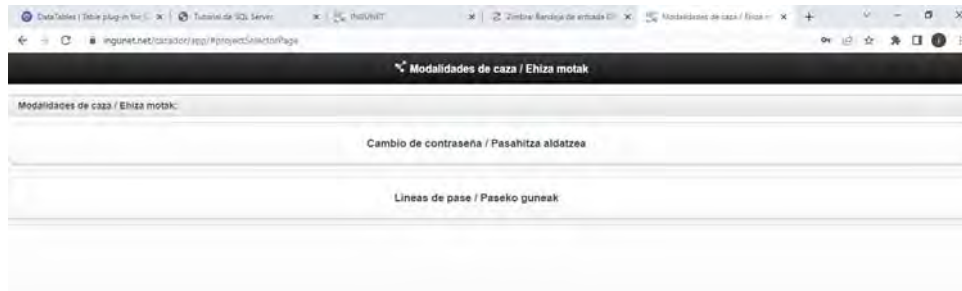 DataTables | Table plug-in for
Tutorial de SQL Server
INGUNET
Zimbra: Bandeja de entrada
Modalidades de caza / Ehiza
ingunet.net/cazador/app/#projectSelectorPage
Modalidades de caza / Ehiza motak
Modalidades de caza / Ehiza motak:
Cambio de contraseña / Pasahitza aldatzea
Lineas de pase / Paseko guneak